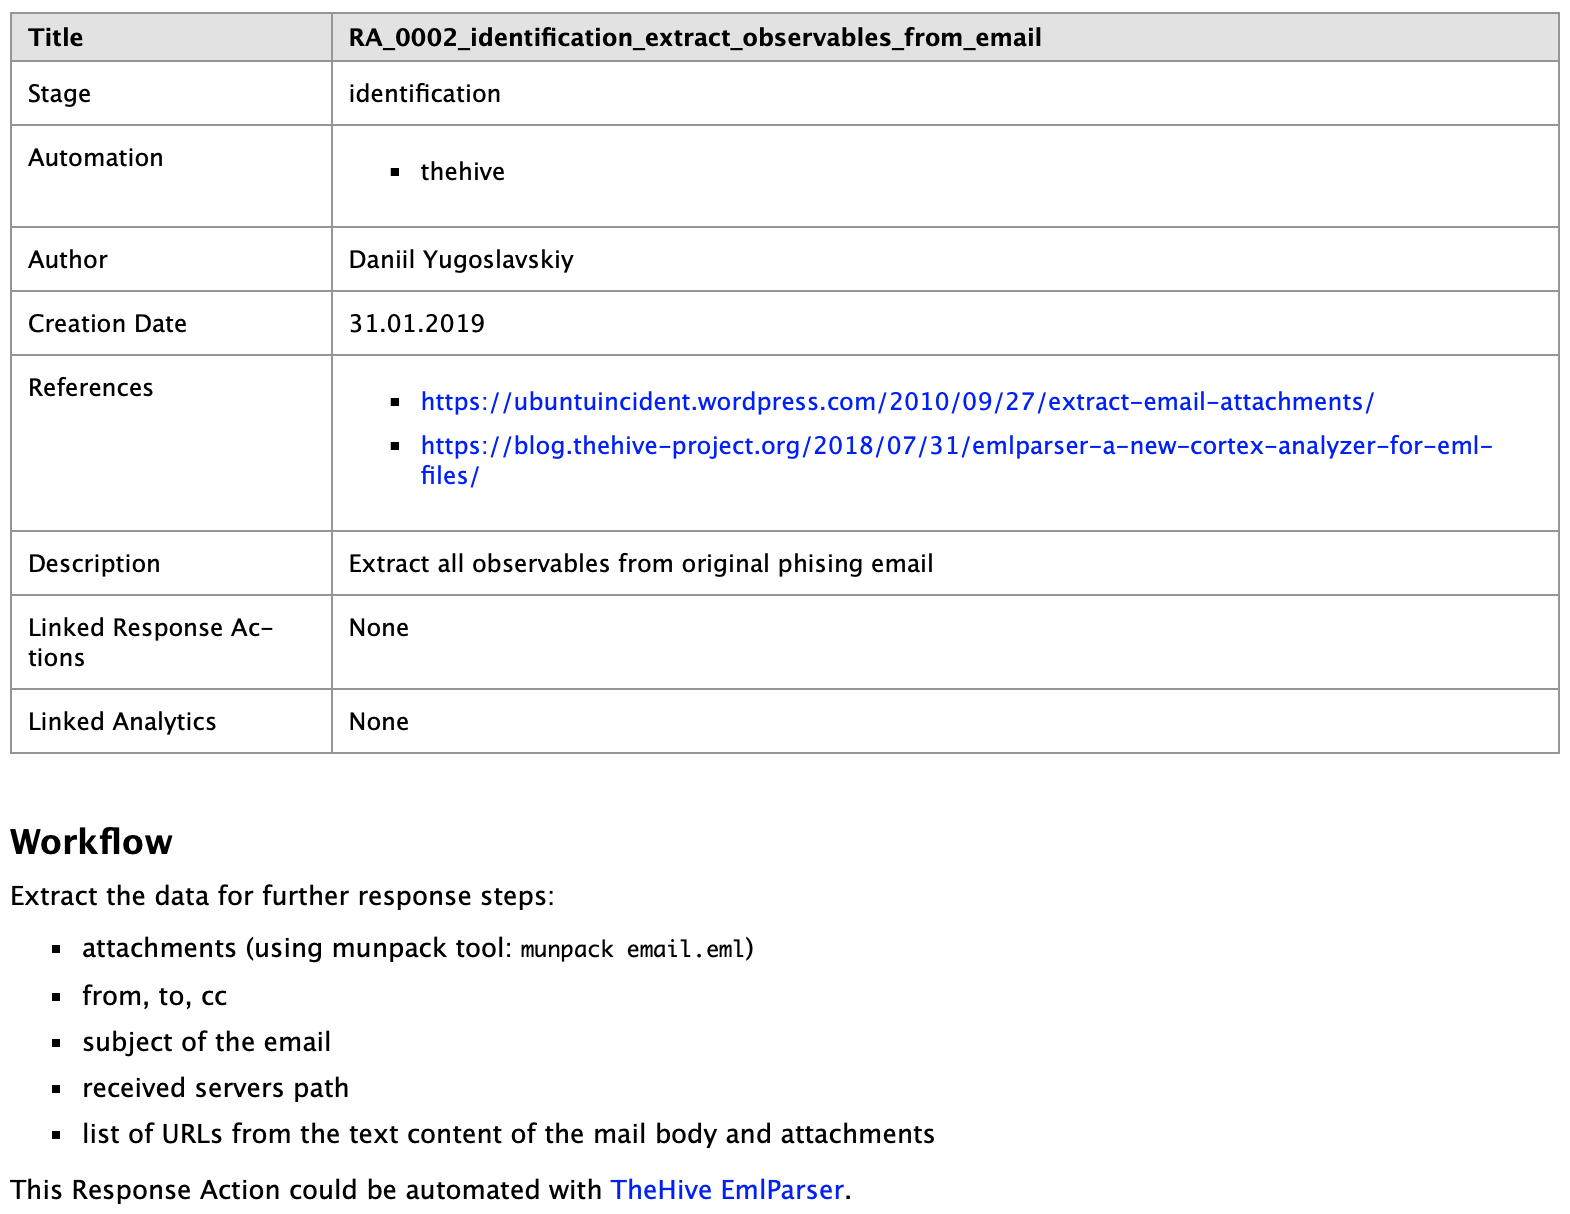 Title RA_0002_identification_extract_observables_from_email
Stage identification
Automation
▪ thehive
Author Daniil Yugoslavskiy
Creation Date 31.01.2019
References
▪ https://ubuntuincident.wordpress.com/2010/09/27/extract-email-attachments/
▪ https://blog.thehive-project.org/2018/07/31/emlparser-a-new-cortex-analyzer-for-eml-
files/
Description Extract all observables from original phising email
Linked Response Ac-
tions
None
Linked Analytics None
Workflow
Extract the data for further response steps:
▪ attachments (using munpack tool: munpack email.eml)
▪ from, to, cc
▪ subject of the email
▪ received servers path
▪ list of URLs from the text content of the mail body and attachments
This Response Action could be automated with TheHive EmlParser.